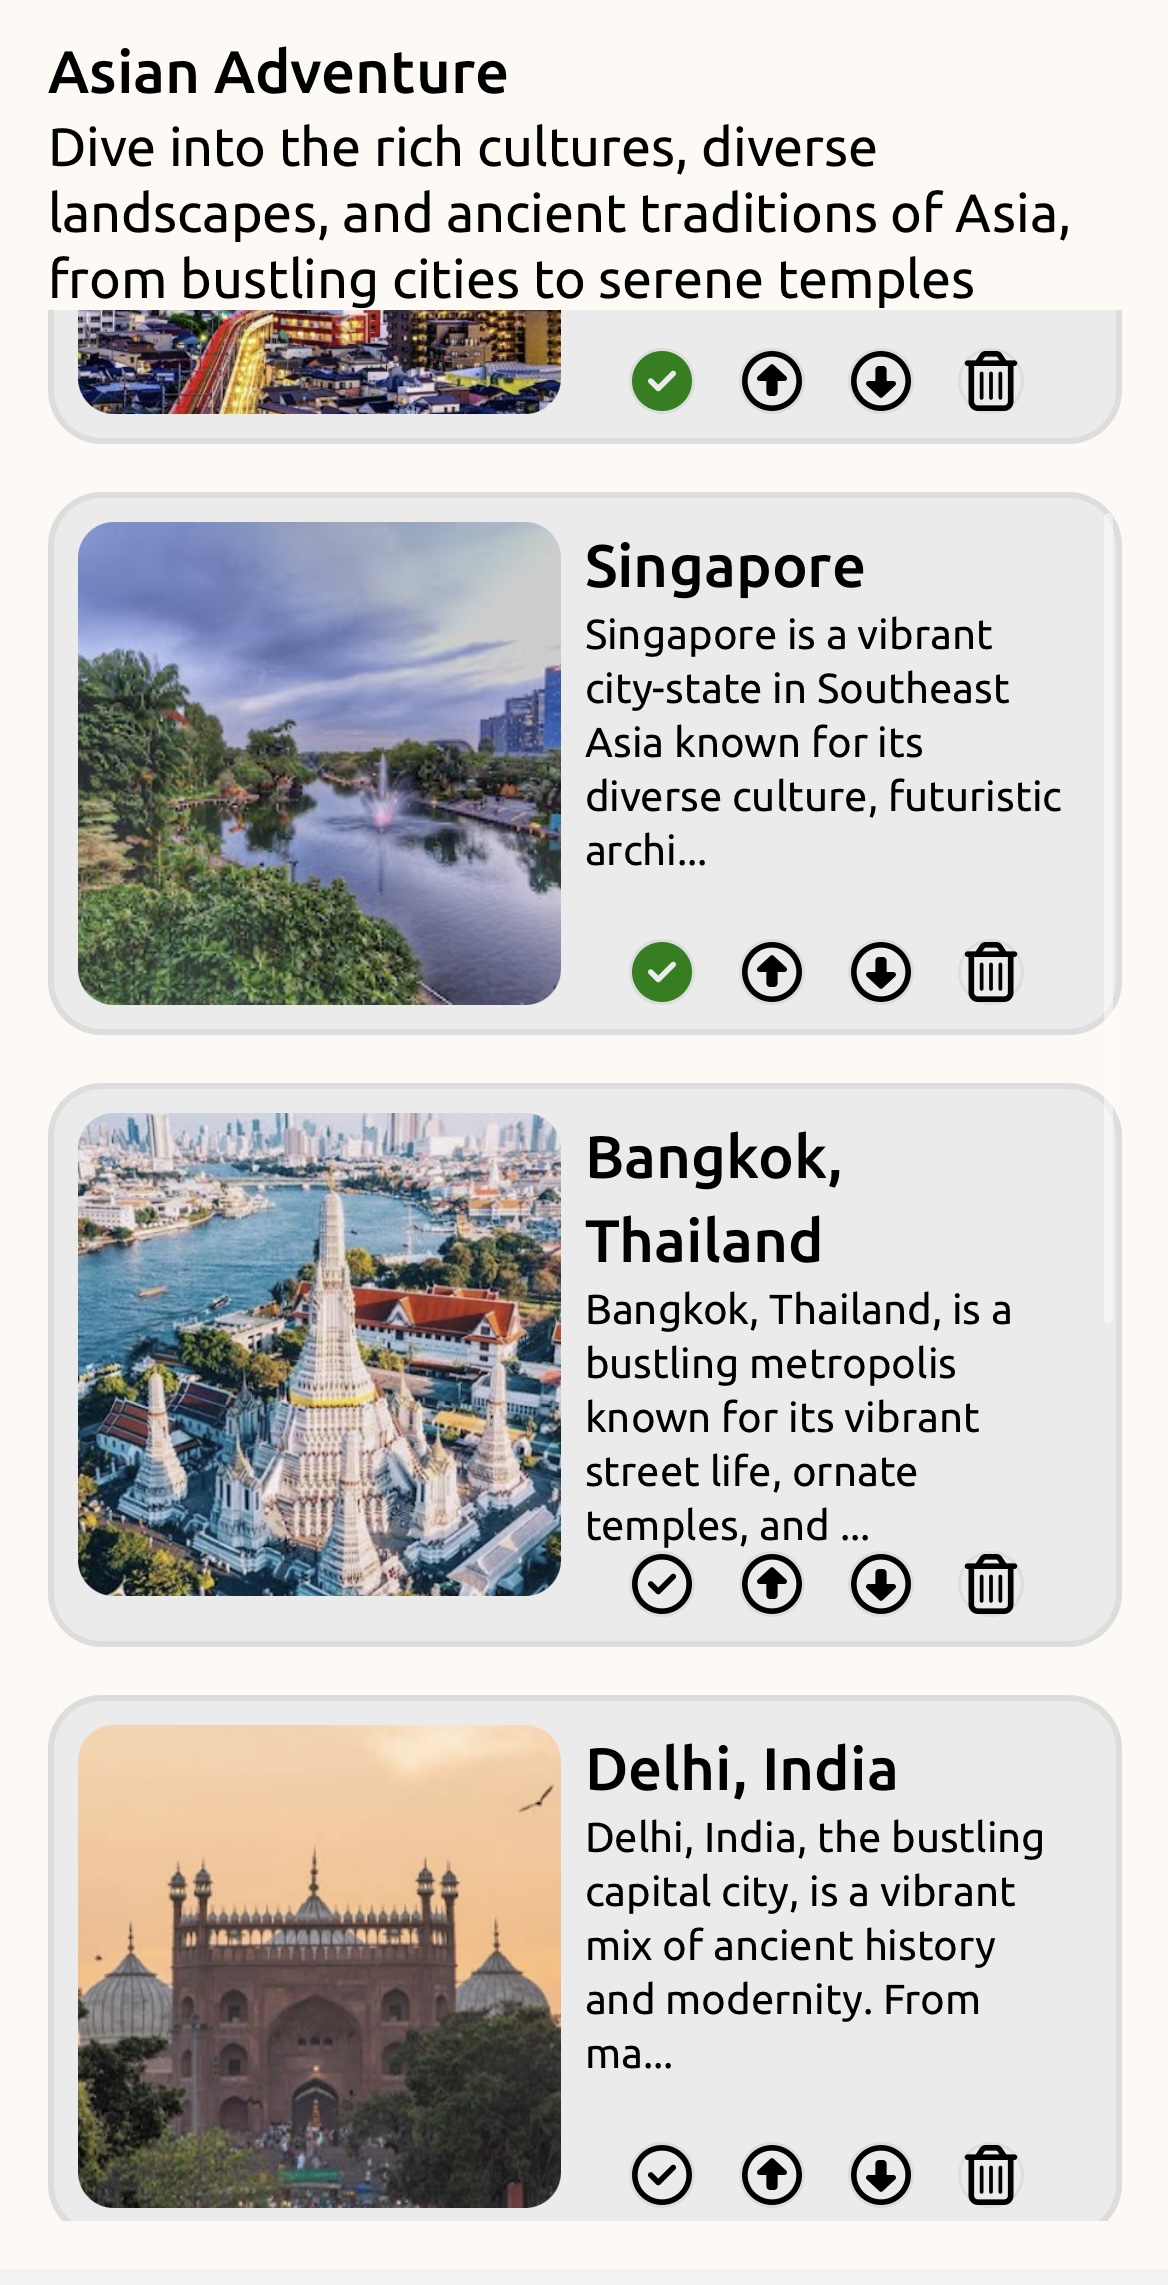 Asian Adventure
Dive into the rich cultures, diverse
landscapes, and ancient traditions of Asia,
from bustling cities to serene temples
Singapore
Singapore is a vibrant
city-state in Southeast
Asia known for its
diverse culture, futuristic
archi...
Bangkok,
Thailand
Bangkok, Thailand, is a
bustling metropolis
known for its vibrant
street life, ornate
temples, and ...
Delhi, India
Delhi, India, the bustling
capital city, is a vibrant
mix of ancient history
and modernity. From
ma...